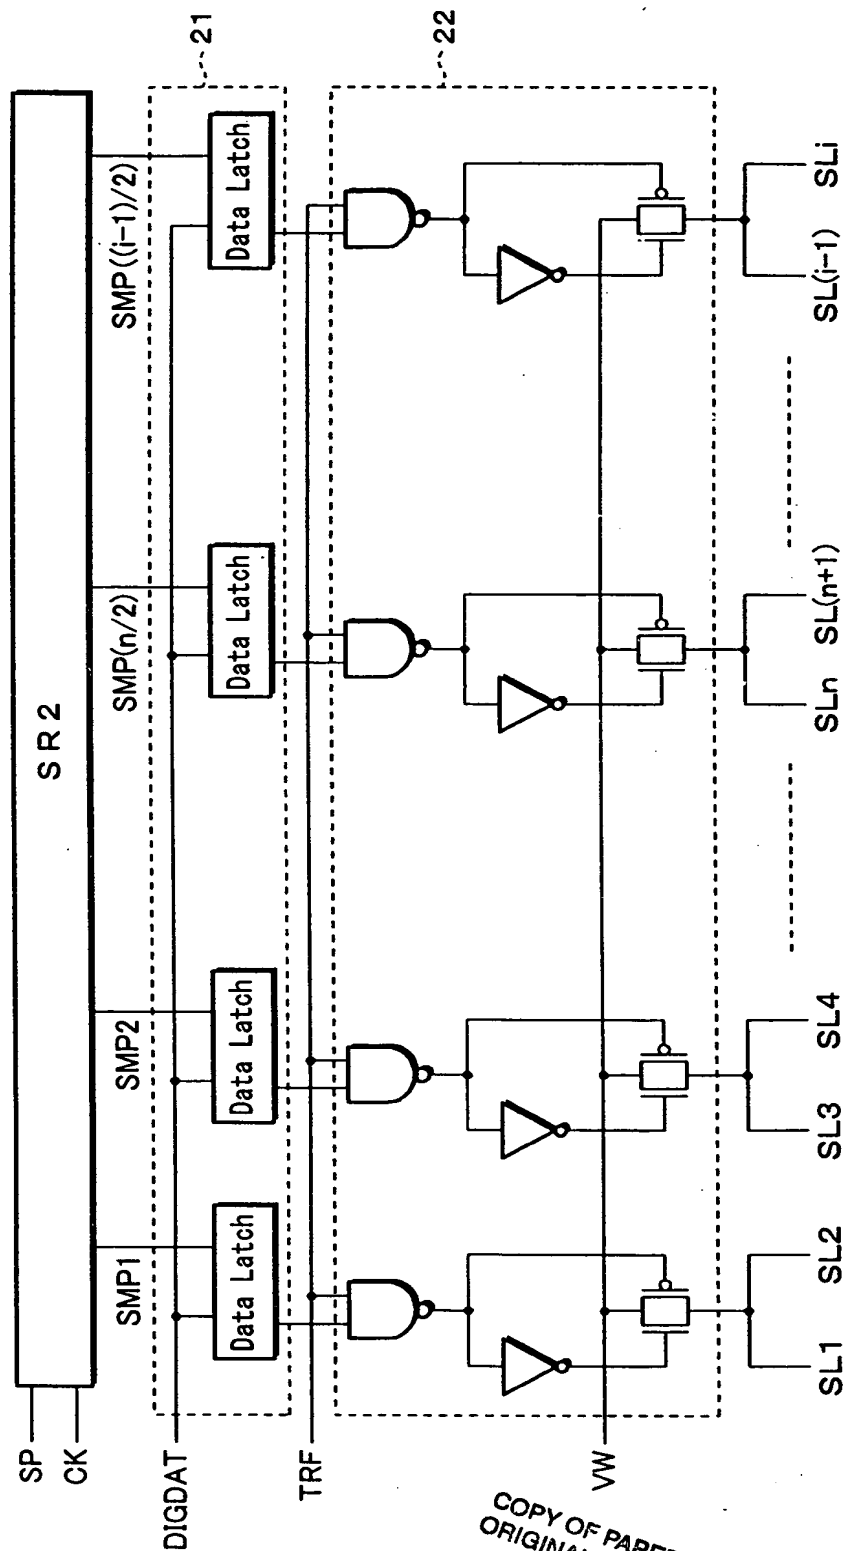 SP
CK
SR2
SMP1
SMP2
SMP(n/2)
SMP((i-1)/2)
21
DIGDAT
Data Latch
Data Latch
Data Latch
Data Latch
TRF
22
VW
SL1
SL2
SL3
SL4
SLn
SL(n+1)
SL(i-1)
SLi
COPY OF
ORIGINAL